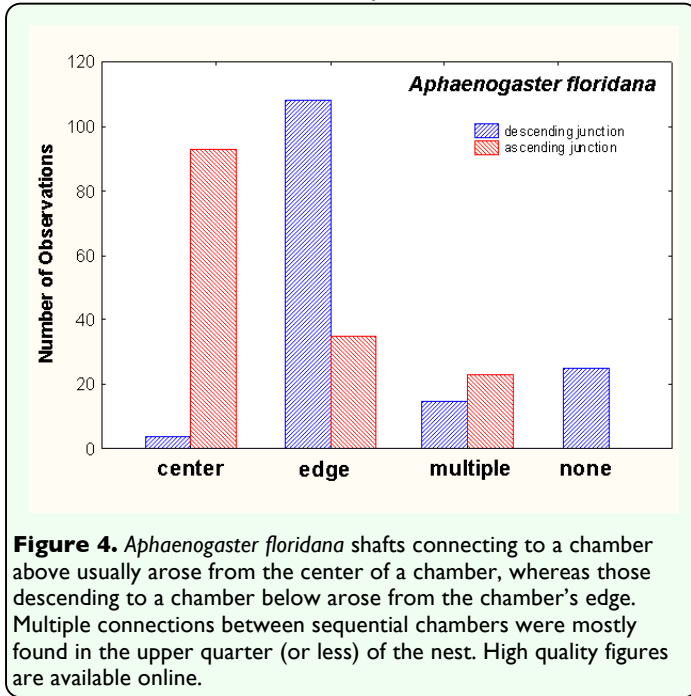 120
Aphaenogaster floridana
descending junction
ascending junction
100
80
60
40
20
0
Number of Observations
center edge multiple none
Figure 4. Aphaenogaster floridana shafts connecting to a chamber
above usually arose from the center of a chamber, whereas those
descending to a chamber below arose from the chamber's edge.
Multiple connections between sequential chambers were mostly
found in the upper quarter (or less) of the nest. High quality figures
are available online.